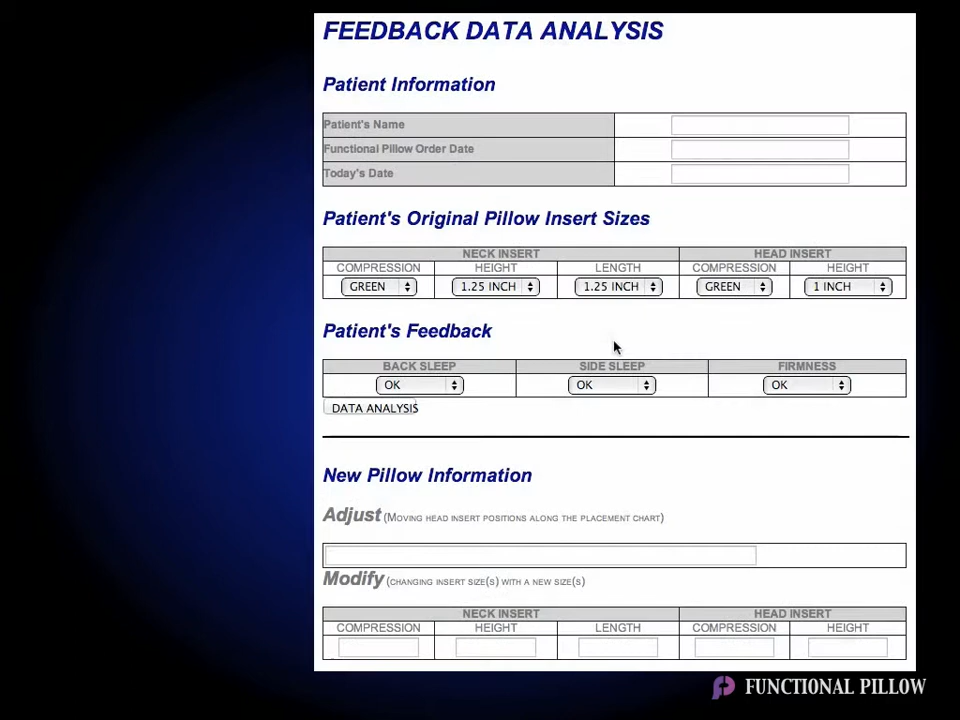 FEEDBACK DATA ANALYSIS
Patient Information
Patient's Name
Functional Pillow Order Date
Today's Date
Patient's Original Pillow Insert Sizes
NECK INSERT HEAD INSERT
COMPRESSION HEIGHT LENGTH COMPRESSION HEIGHT
GREEN 1.25 INCH 1.25 INCH GREEN 1 INCH
Patient's Feedback
BACK SLEEP SIDE SLEEP FIRMNESS
OK OK OK
DATA ANALYSIS
New Pillow Information
Adjust (MOVING HEAD INSERT POSITIONS ALONG THE PLACEMENT CHART)
Modify (CHANGING INSERT SIZE(S) WITH A NEW SIZE(S)
NECK INSERT HEAD INSERT
COMPRESSION HEIGHT LENGTH COMPRESSION HEIGHT
FUNCTIONAL PILLOW